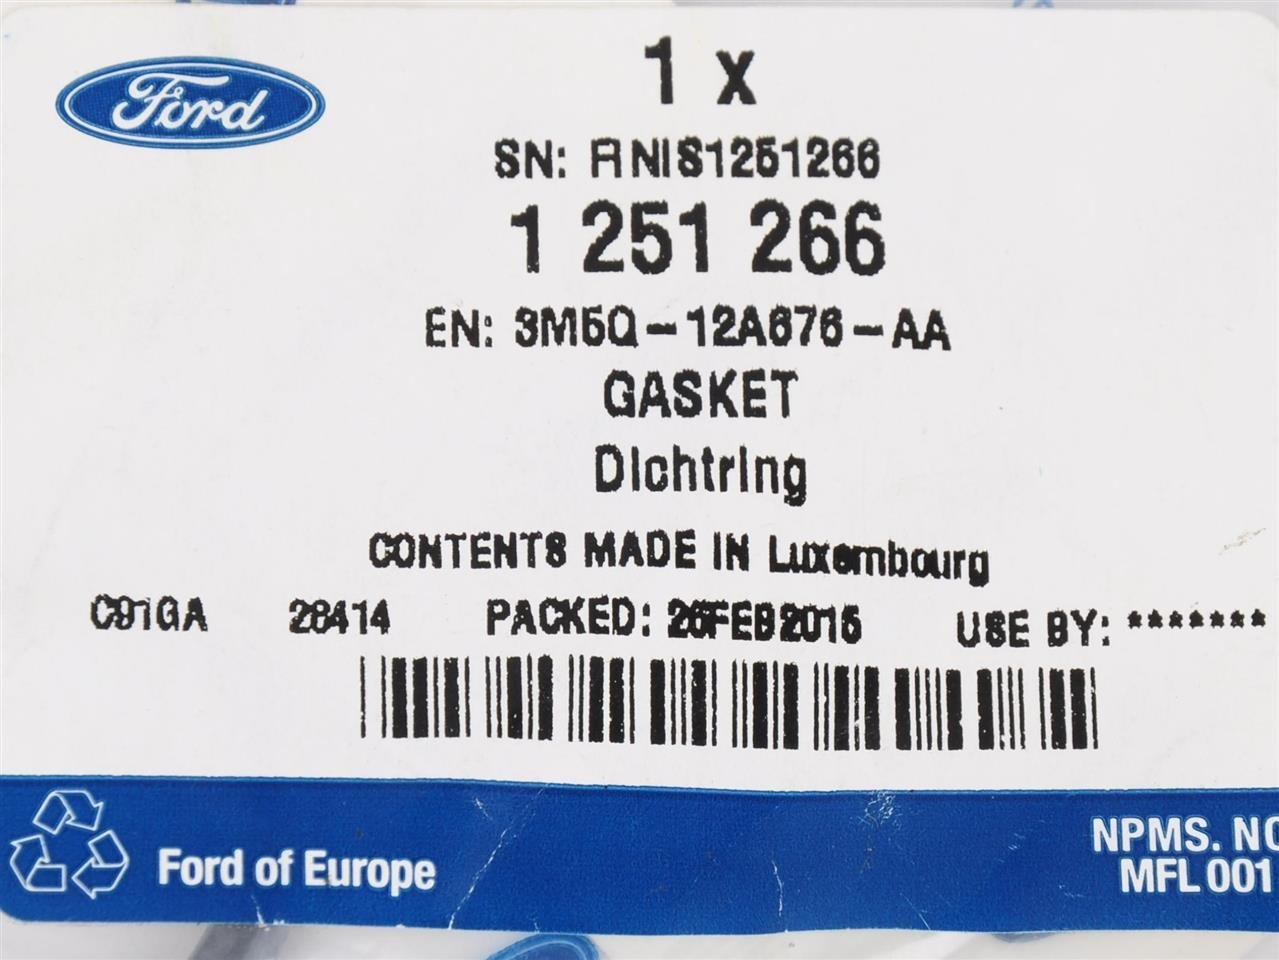 Ford
1 x
SN: RNIS1251266
1 251 266
EN: 3M5Q-12A676-AA
GASKET
Dichtring
CONTENTS MADE IN Luxembourg
C91GA 28414 PACKED: 26FEB2015 USE BY: *******
Ford of Europe
NPMS. NO
MFL 001